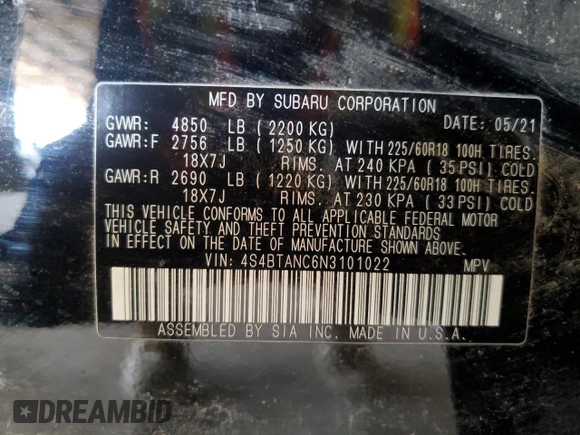 MFD BY SUBARU CORPORATION
GVWR: 4850 LB (2200 KG) DATE: 05/21
GAWR:F 2756 LB (1250 KG) WITH 225/60R18 100H TIRES.
18X7J RIMS. AT 240 KPA (35 PSI) COLD
GAWR:R 2690 LB (1220 KG) WITH 225/60R18 100H TIRES.
18X7J RIMS. AT 230 KPA (33 PSI) COLD
THIS VEHICLE CONFORMS TO ALL APPLICABLE FEDERAL MOTOR
VEHICLE SAFETY AND THEFT PREVENTION STANDARDS
IN EFFECT ON THE DATE OF MANUFACTURE SHOWN ABOVE.
VIN: 4S4BTANC6N3101022 MPV
ASSEMBLED BY SIA INC. MADE IN U.S.A.
DREAMBID